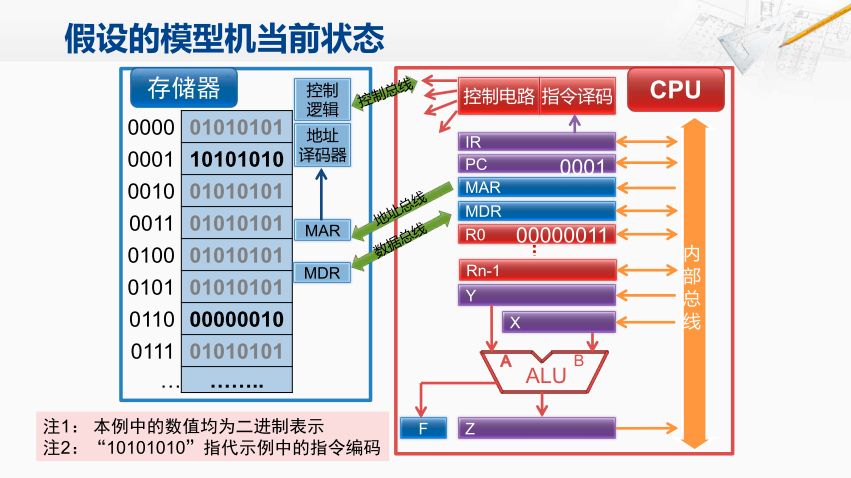 假设的模型机当前状态
存储器
控制
逻辑
地址
译码器
MAR
MDR
0000 01010101
0001 10101010
0010 01010101
0011 01010101
0100 01010101
0101 01010101
0110 00000010
0111 01010101
… ……..
控制总线
地址总线
数据总线
控制电路 指令译码
CPU
IR
PC 0001
MAR
MDR
R0 00000011
⋮
Rn-1
Y
X
A B
ALU
F
Z
内部总线
注1： 本例中的数值均为二进制表示
注2：“10101010”指代示例中的指令编码